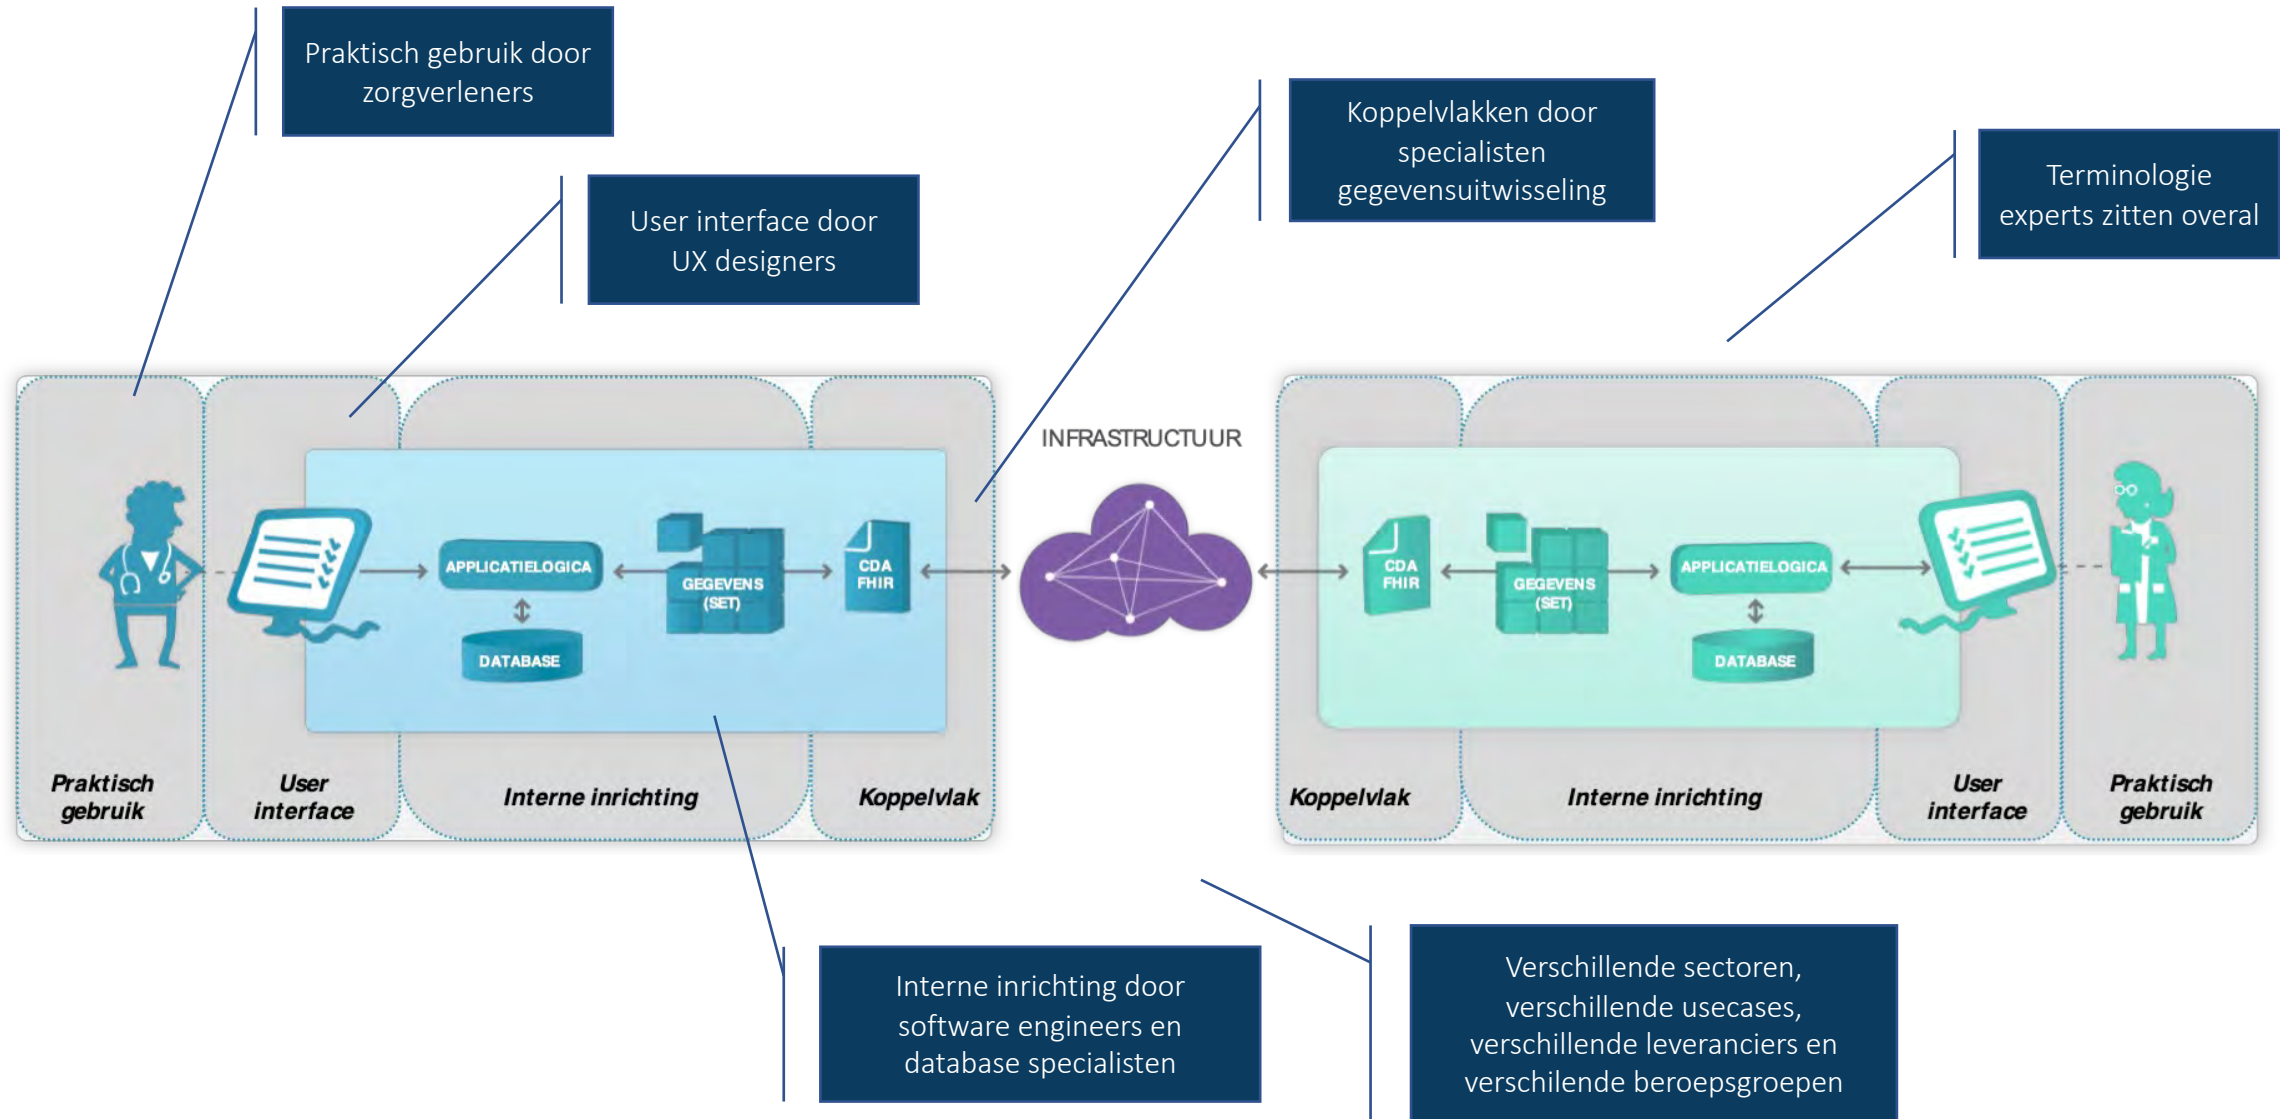 Praktisch gebruik door
zorgverleners
User interface door
UX designers
Koppelvlakken door
specialisten
gegevensuitwisseling
Terminologie
experts zitten overal
INFRASTRUCTUUR
APPLICATIELOGICA
DATABASE
GEGEVENS
(SET)
CDA
FHIR
CDA
FHIR
GEGEVENS
(SET)
APPLICATIELOGICA
DATABASE
Praktisch
gebruik
User
interface
Interne inrichting
Koppelvlak
Koppelvlak
Interne inrichting
User
interface
Praktisch
gebruik
Interne inrichting door
software engineers en
database specialisten
Verschillende sectoren,
verschillende usecases,
verschillende leveranciers en
verschilende beroepsgroepen